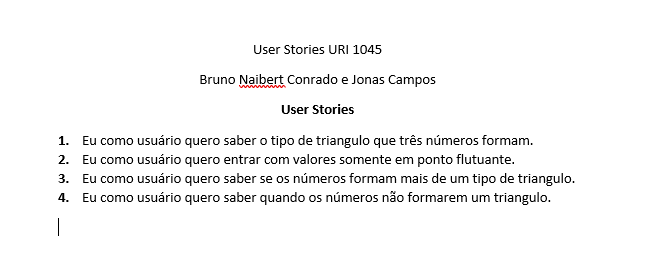 User Stories URI 1045
Bruno Naibert Conrado e Jonas Campos
User Stories
1. Eu como usuário quero saber o tipo de triangulo que três números formam.
2. Eu como usuário quero entrar com valores somente em ponto flutuante.
3. Eu como usuário quero saber se os números formam mais de um tipo de triangulo.
4. Eu como usuário quero saber quando os números não formarem um triangulo.